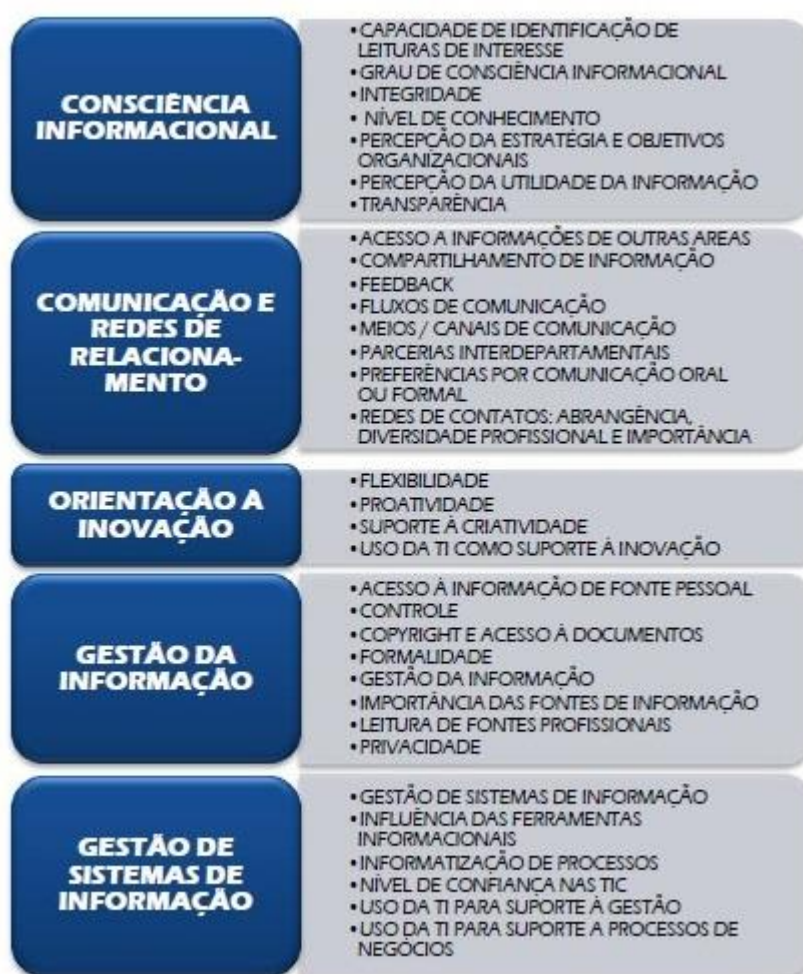 CONSCIÊNCIA
INFORMACIONAL
• CAPACIDADE DE IDENTIFICAÇÃO DE
LEITURAS DE INTERESSE
• GRAU DE CONSCIÊNCIA INFORMACIONAL
• INTEGRIDADE
• NÍVEL DE CONHECIMENTO
• PERCEPÇÃO DA ESTRATÉGIA E OBJETIVOS
ORGANIZACIONAIS
• PERCEPÇÃO DA UTILIDADE DA INFORMAÇÃO
• TRANSPARÊNCIA
COMUNICAÇÃO E
REDES DE
RELACIONA-
MENTO
• ACESSO A INFORMAÇÕES DE OUTRAS AREAS
• COMPARTILHAMENTO DE INFORMAÇÃO
• FEEDBACK
• FLUXOS DE COMUNICAÇÃO
• MEIOS / CANAIS DE COMUNICAÇÃO
• PARCERIAS INTERDEPARTAMENTAIS
• PREFERÊNCIAS POR COMUNICAÇÃO ORAL
OU FORMAL
• REDES DE CONTATOS: ABRANGÊNCIA,
DIVERSIDADE PROFISSIONAL E IMPORTÂNCIA
ORIENTAÇÃO A
INOVAÇÃO
• FLEXIBILIDADE
• PROATIVIDADE
• SUPORTE À CRIATIVIDADE
• USO DA TI COMO SUPORTE À INOVAÇÃO
GESTÃO DA
INFORMAÇÃO
• ACESSO À INFORMAÇÃO DE FONTE PESSOAL
• CONTROLE
• COPYRIGHT E ACESSO À DOCUMENTOS
• FORMALIDADE
• GESTÃO DA INFORMAÇÃO
• IMPORTÂNCIA DAS FONTES DE INFORMAÇÃO
• LEITURA DE FONTES PROFISSIONAIS
• PRIVACIDADE
GESTÃO DE
SISTEMAS DE
INFORMAÇÃO
• GESTÃO DE SISTEMAS DE INFORMAÇÃO
• INFLUÊNCIA DAS FERRAMENTAS
INFORMACIONAIS
• INFORMATIZAÇÃO DE PROCESSOS
• NÍVEL DE CONFIANÇA NAS TIC
• USO DA TI PARA SUPORTE À GESTÃO
• USO DA TI PARA SUPORTE A PROCESSOS DE
NEGÓCIOS